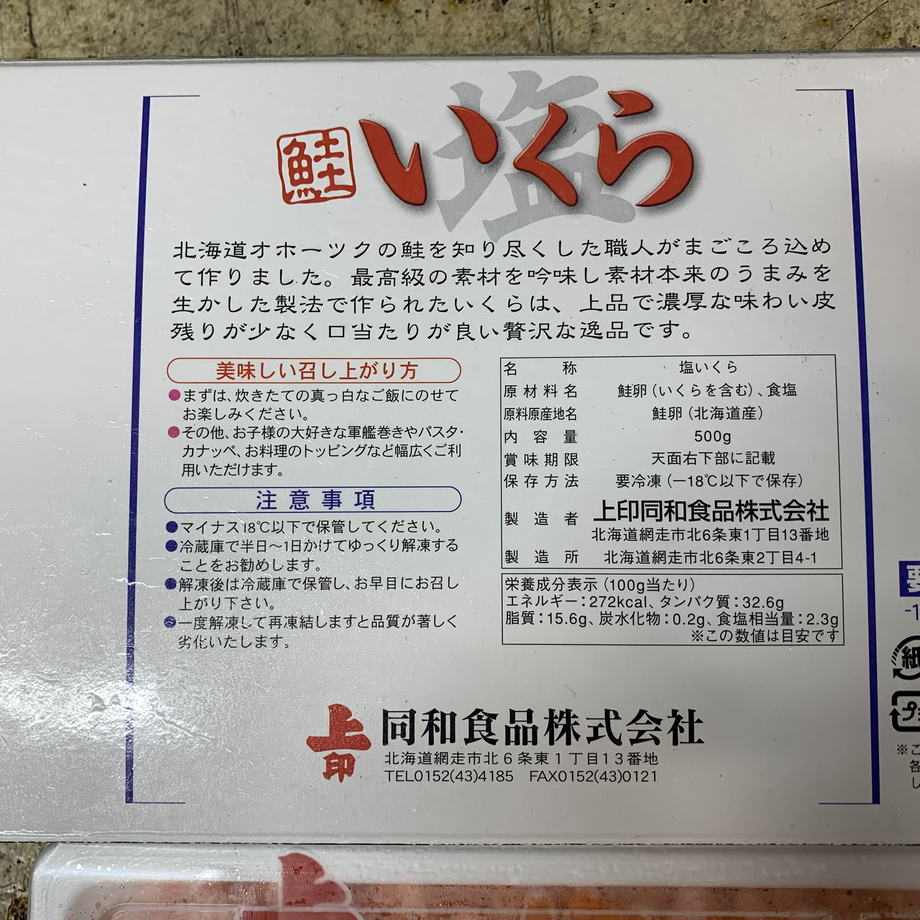 塩
鮭
いくら
北海道オホーツクの鮭を知り尽くした職人がまごころ込め
て作りました。最高級の素材を吟味し素材本来のうまみを
生かした製法で作られたいくらは、上品で濃厚な味わい皮
残りが少なく口当たりが良い贅沢な逸品です。
美味しい召し上がり方
●まずは、炊きたての真っ白なご飯にのせて
お楽しみください。
●その他、お子様の大好きな軍艦巻きやパスタ・
カナッペ、お料理のトッピングなど幅広くご利
用いただけます。
注意事項
●マイナス18℃以下で保管してください。
●冷蔵庫で半日〜1日かけてゆっくり解凍する
ことをお勧めします。
●解凍後は冷蔵庫で保管し、お早目にお召し
上がり下さい。
●一度解凍して再凍結しますと品質が著しく
劣化いたします。
名称 塩いくら
原材料名 鮭卵(いくらを含む)、食塩
原料原産地名 鮭卵(北海道産)
内容量 500g
賞味期限 天面右下部に記載
保存方法 要冷凍(ー18℃以下で保存)
製造者 上印同和食品株式会社
北海道網走市北6条東1丁目13番地
製造所 北海道網走市北6条東2丁目4-1
栄養成分表示(100g当たり)
エネルギー:272kcal、タンパク質:32.6g
脂質:15.6g、炭水化物:0.2g、食塩相当量:2.3g
※この数値は目安です
上印
同和食品株式会社
北海道網走市北6条東1丁目13番地
TEL0152(43)4185 FAX0152(43)0121
要
-1
紙
プ
※こ
各
し
上